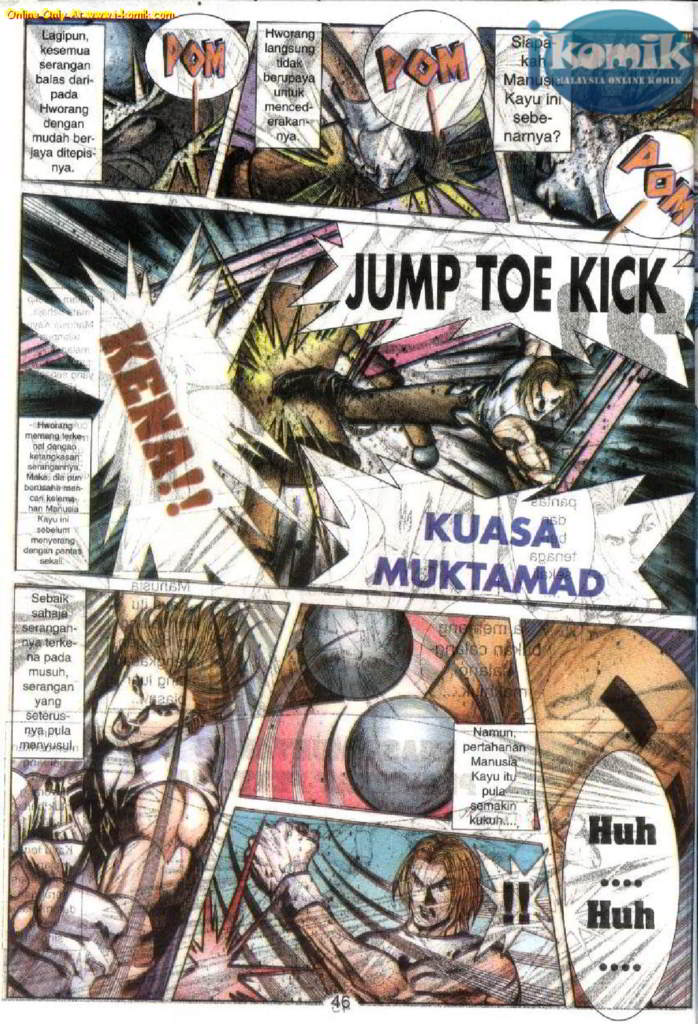 Online Only At www.i-komik.com
Lagipun,
kesemua
serangan
balas dari-
pada
Hworang
dengan
mudah ber-
jaya ditepis-
nya.
POM
Hworang
langsung
tidak
berupaya
untuk
menced-
erakan-
nya.
POM
Siapa-
kah
Manusia
Kayu ini
sebe-
narnya?
ikomik
MALAYSIA ONLINE KOMIK
POM
JUMP TOE KICK
KENA!!
Hworang
memang terke-
nal dengan
ketangkasan
serangannya.
Maka, dia pun
berusaha men-
cari kelema-
han Manusia
Kayu ini
sebelum
menyerang
dengan pantas
sekali.
KUASA
MUKTAMAD
Sebaik
sahaja
serangan-
nya terke-
na pada
musuh,
serangan
yang
seterus-
nya pula
menyusul.
Namun,
pertahanan
Manusia
Kayu itu
pula
semakin
kukuh....
!!
Huh
....
Huh
....
46